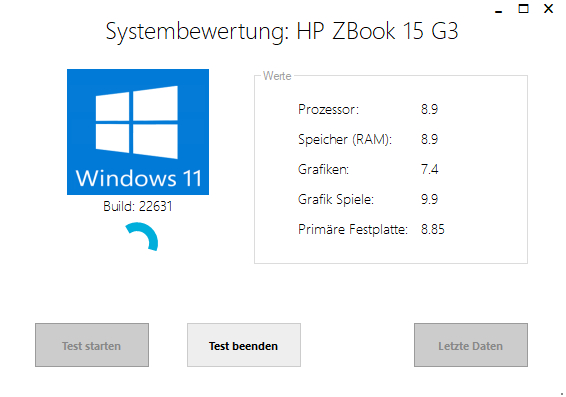 Systembewertung: HP ZBook 15 G3
Windows 11
Build: 22631
Werte
Prozessor: 8.9
Speicher (RAM): 8.9
Grafiken: 7.4
Grafik Spiele: 9.9
Primäre Festplatte: 8.85
Test starten
Test beenden
Letzte Daten